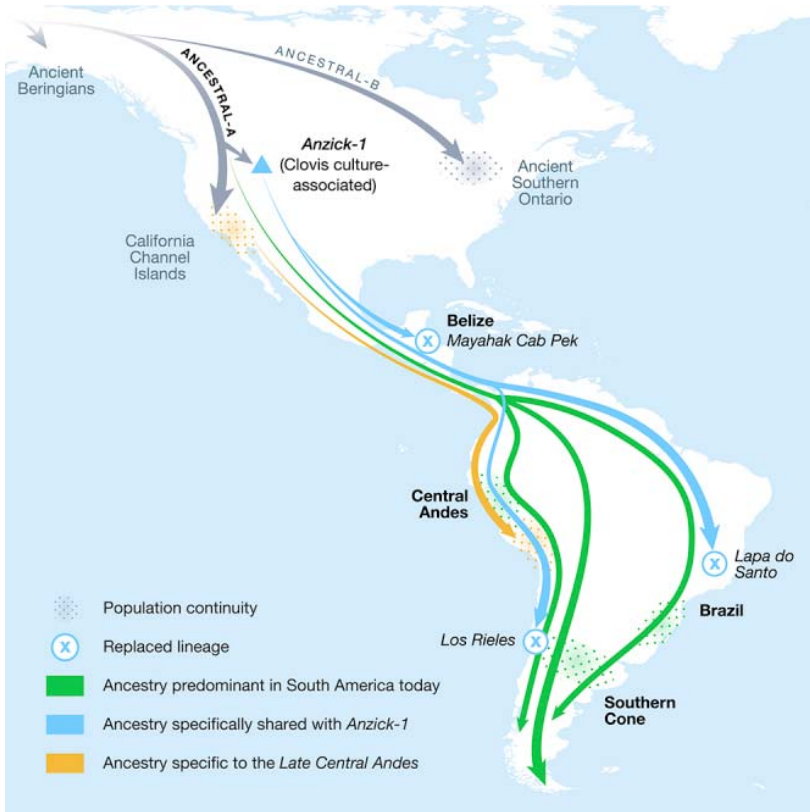 Ancient
Beringians
ANCESTRAL-A
ANCESTRAL-B
Anzick-1
(Clovis culture-
associated)
Ancient
Southern
Ontario
California
Channel
Islands
Belize
Mayahak Cab Pek
Central
Andes
Lapa do
Santo
Brazil
Los Rieles
Southern
Cone
Population continuity
X Replaced lineage
Ancestry predominant in South America today
Ancestry specifically shared with Anzick-1
Ancestry specific to the Late Central Andes
X
X
X